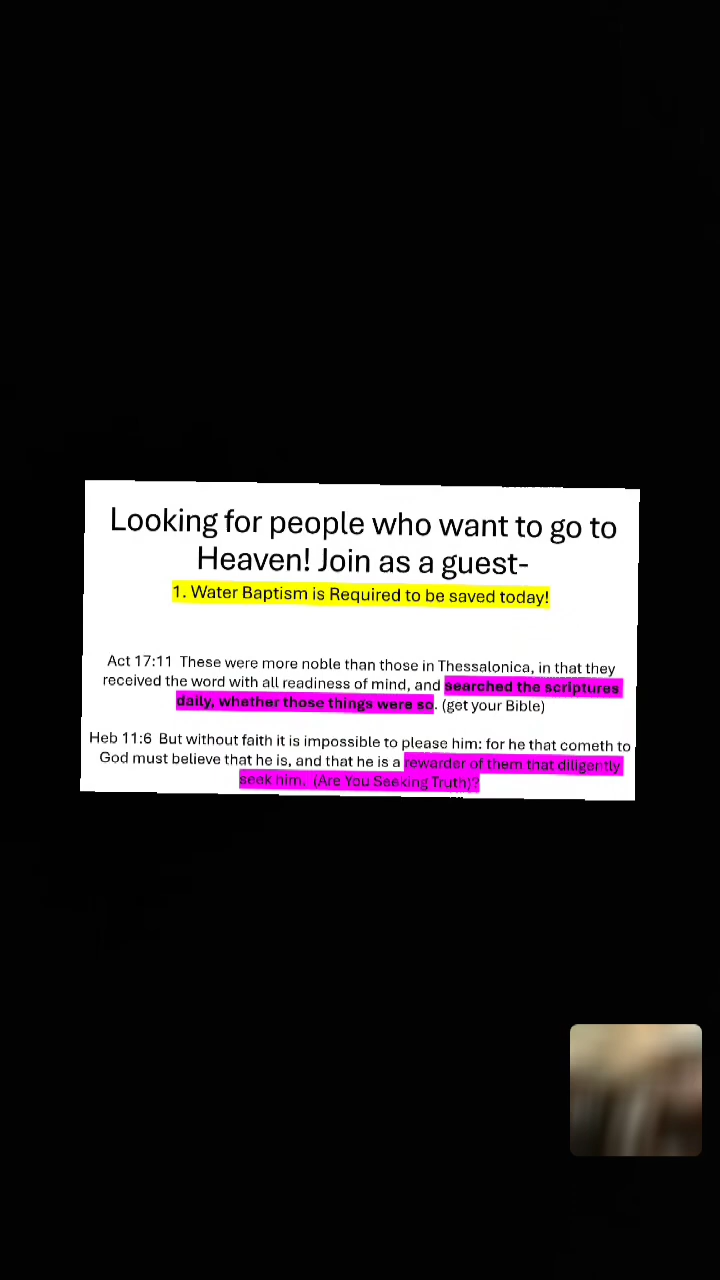 Looking for people who want to go to
Heaven! Join as a guest-
1. Water Baptism is Required to be saved today!
Act 17:11 These were more noble than those in Thessalonica, in that they
received the word with all readiness of mind, and searched the scriptures
daily, whether those things were so. (get your Bible)
Heb 11:6 But without faith it is impossible to please him: for he that cometh to
God must believe that he is, and that he is a rewarder of them that diligently
seek him. (Are You Seeking Truth)?